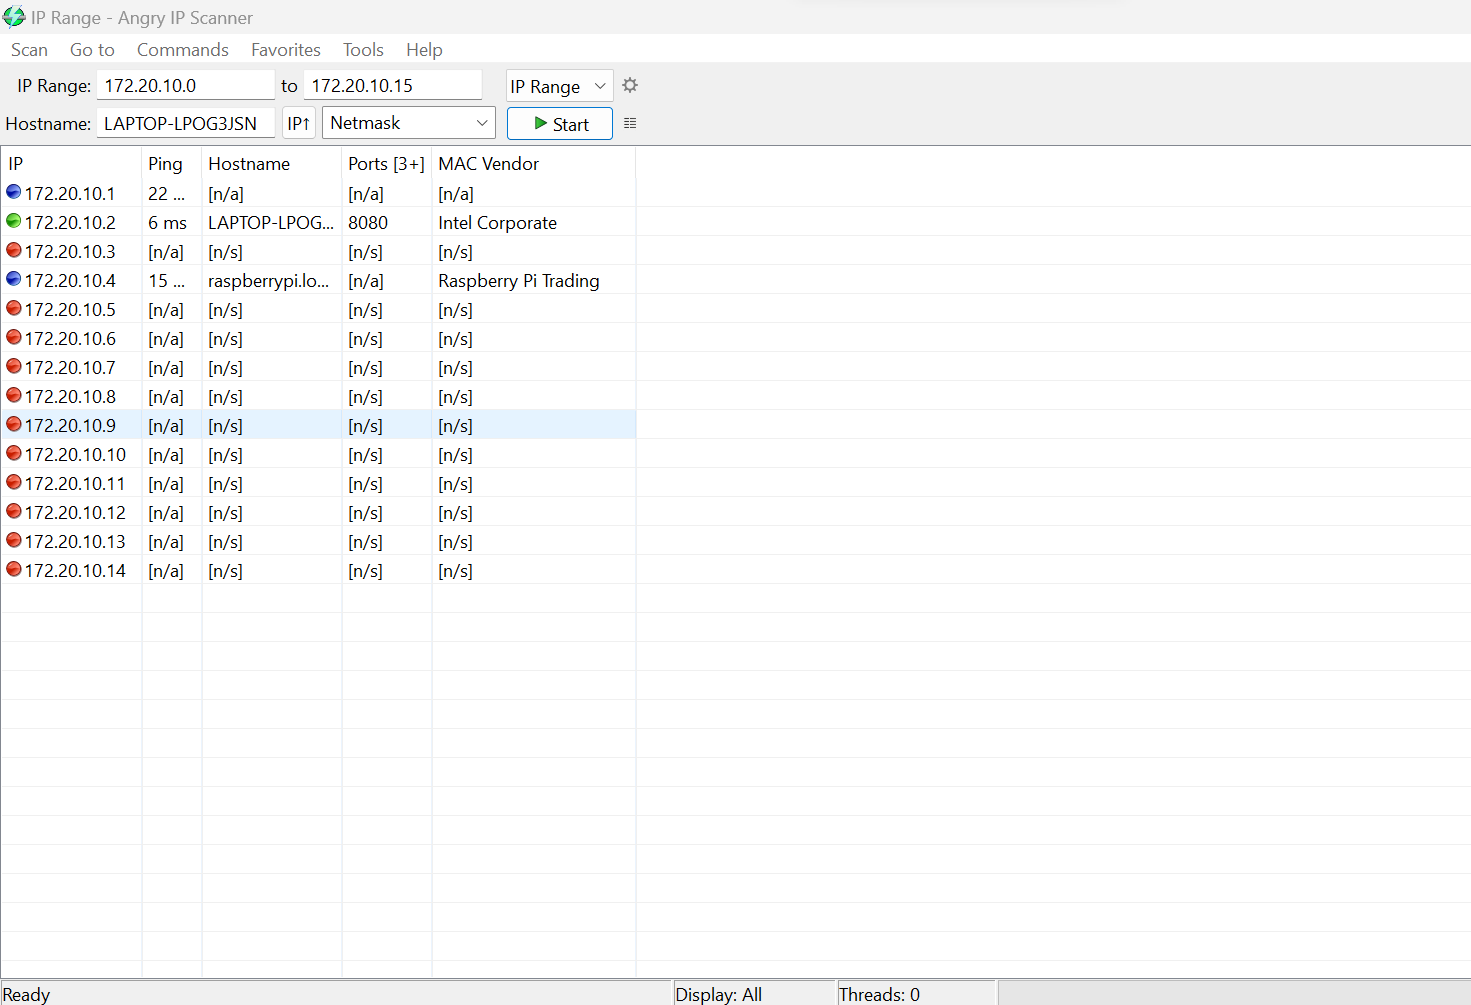 IP Range - Angry IP Scanner
Scan Go to Commands Favorites Tools Help
IP Range: 172.20.10.0 to 172.20.10.15 IP Range
Hostname: LAPTOP-LPOG3JSN IP↑ Netmask Start
IP Ping Hostname Ports [3+] MAC Vendor
172.20.10.1 22 ... [n/a] [n/a] [n/a]
172.20.10.2 6 ms LAPTOP-LPOG... 8080 Intel Corporate
172.20.10.3 [n/a] [n/s] [n/s] [n/s]
172.20.10.4 15 ... raspberrypi.lo... [n/a] Raspberry Pi Trading
172.20.10.5 [n/a] [n/s] [n/s] [n/s]
172.20.10.6 [n/a] [n/s] [n/s] [n/s]
172.20.10.7 [n/a] [n/s] [n/s] [n/s]
172.20.10.8 [n/a] [n/s] [n/s] [n/s]
172.20.10.9 [n/a] [n/s] [n/s] [n/s]
172.20.10.10 [n/a] [n/s] [n/s] [n/s]
172.20.10.11 [n/a] [n/s] [n/s] [n/s]
172.20.10.12 [n/a] [n/s] [n/s] [n/s]
172.20.10.13 [n/a] [n/s] [n/s] [n/s]
172.20.10.14 [n/a] [n/s] [n/s] [n/s]
Ready Display: All Threads: 0